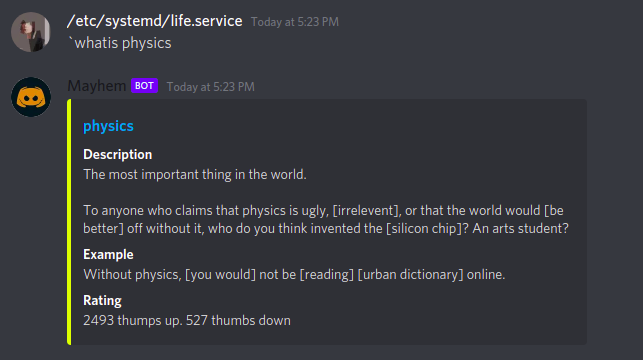 /etc/systemd/life.service Today at 5:23 PM
`whatis physics
Mayhem BOT Today at 5:23 PM
physics
Description
The most important thing in the world.
To anyone who claims that physics is ugly, [irrelevent], or that the world would [be
better] off without it, who do you think invented the [silicon chip]? An arts student?
Example
Without physics, [you would] not be [reading] [urban dictionary] online.
Rating
2493 thumps up. 527 thumbs down